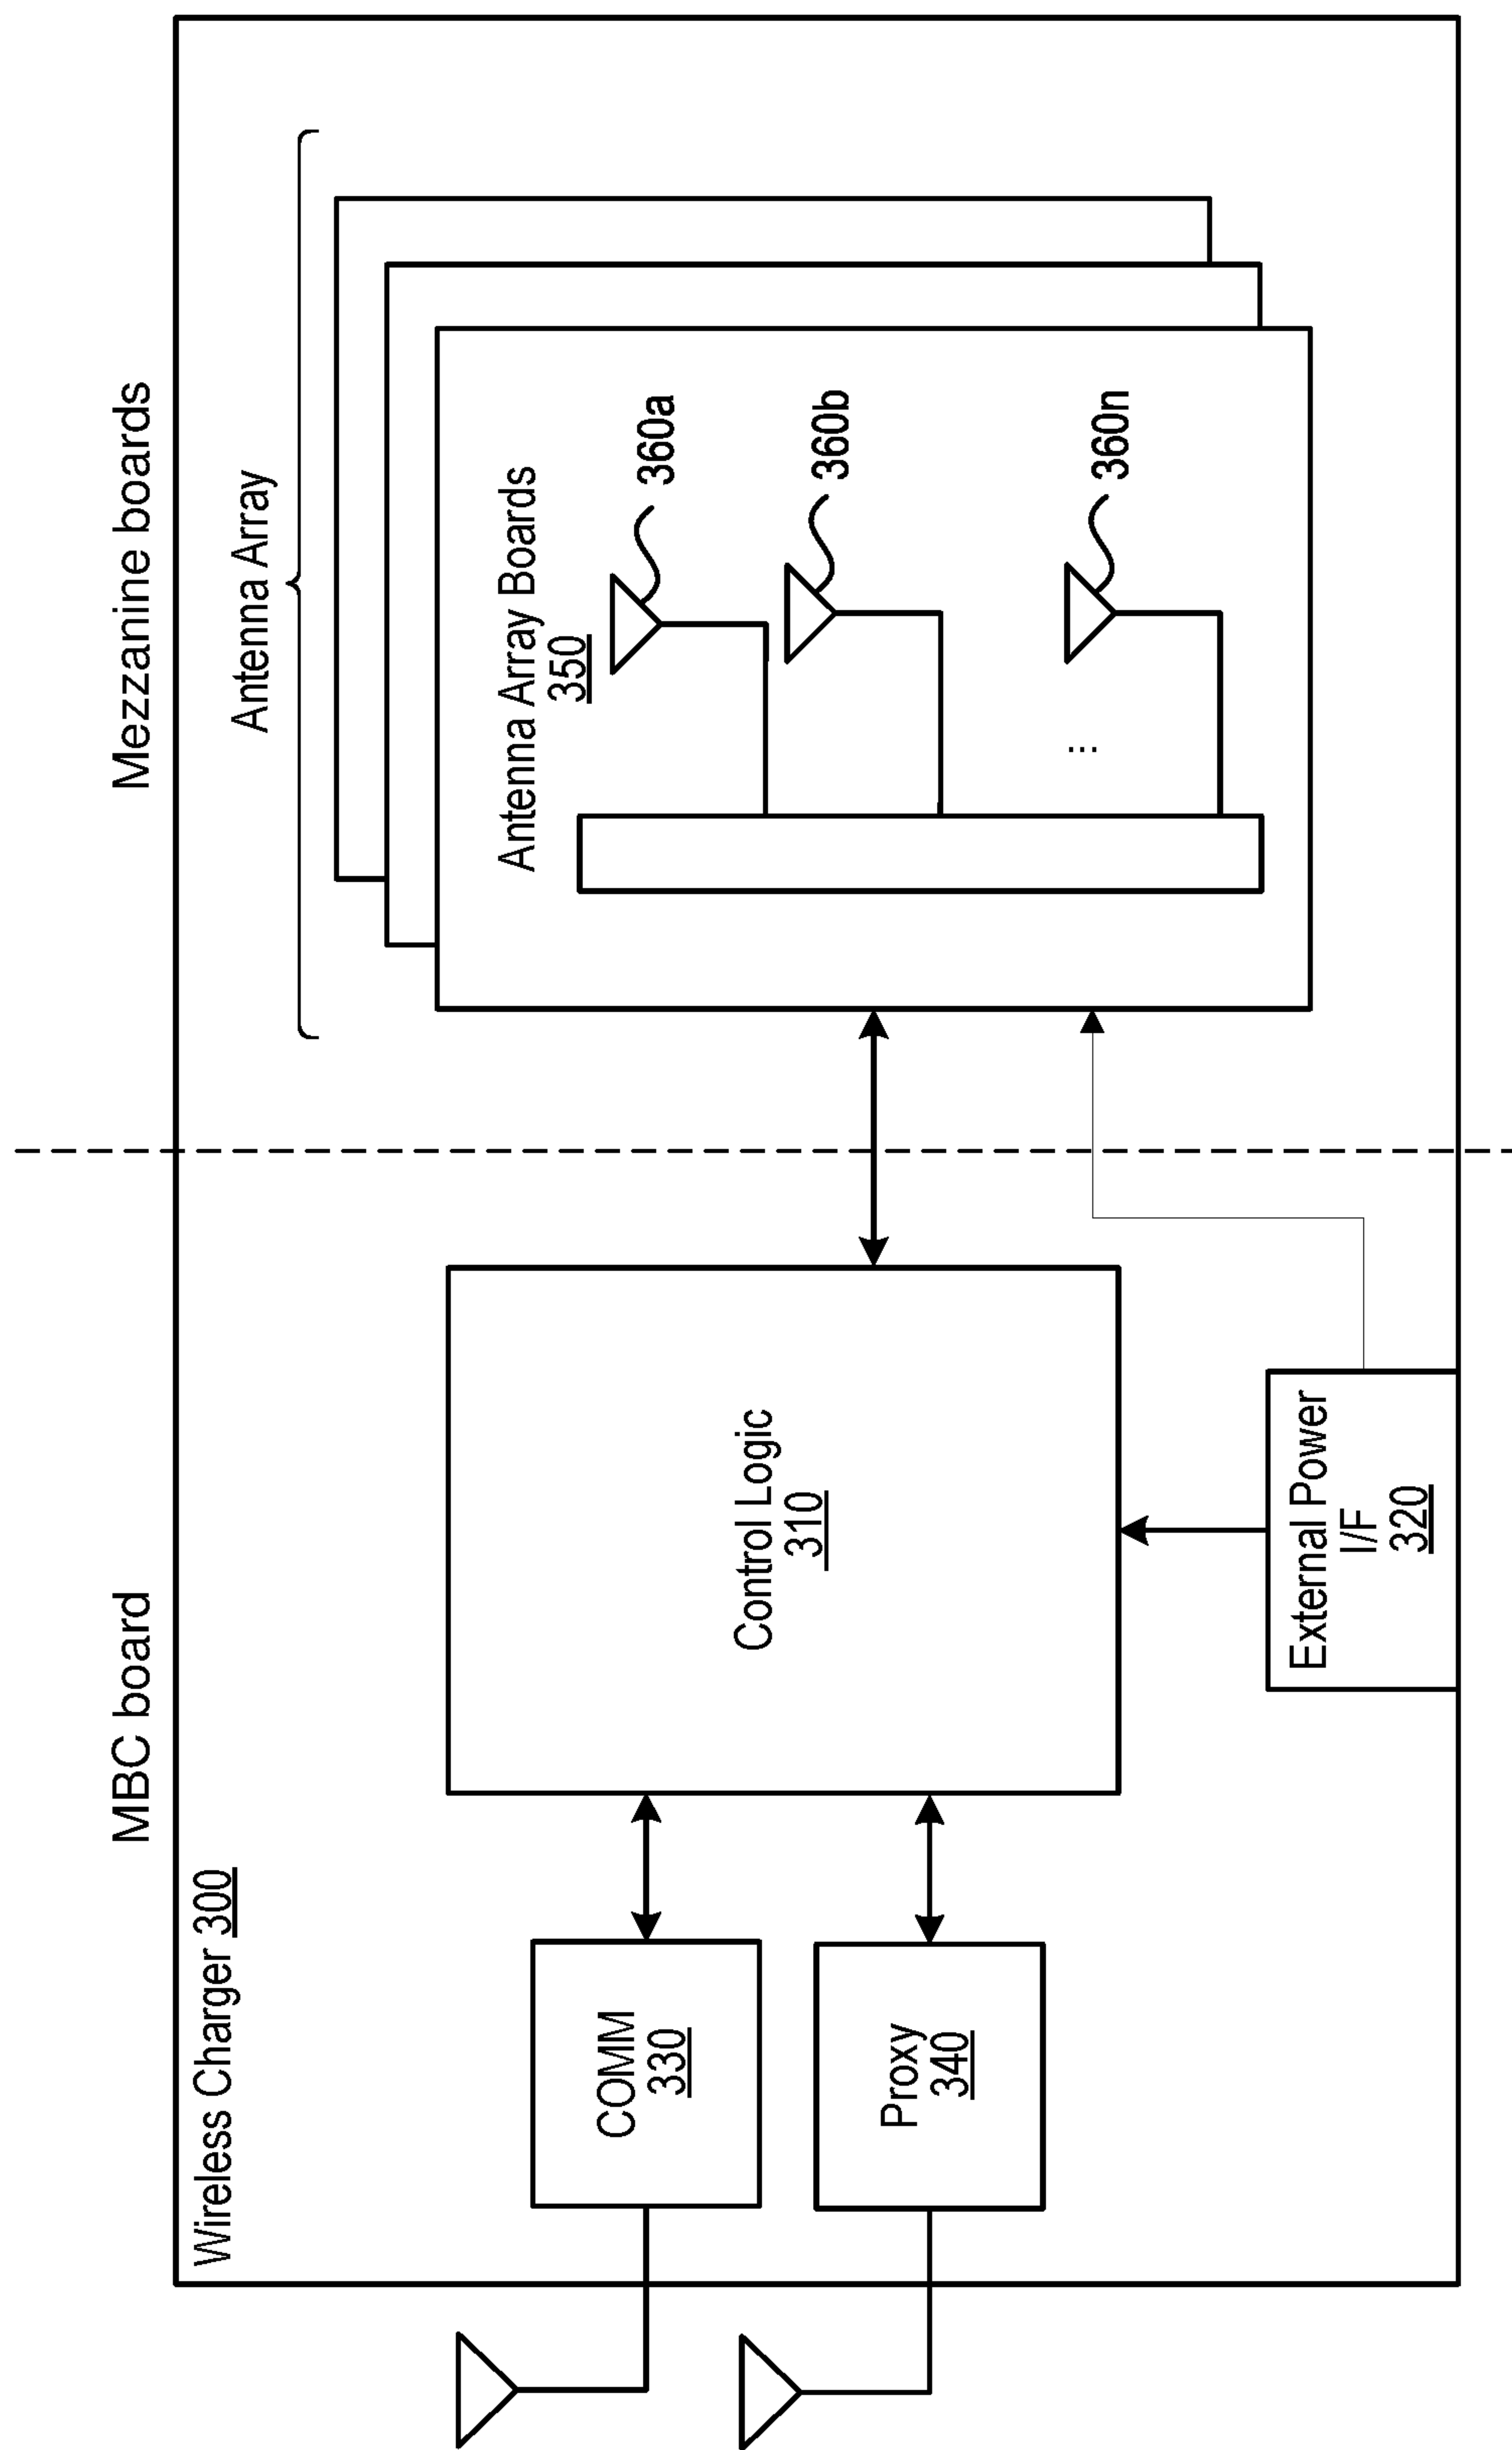 MBC board
Mezzanine boards
Wireless Charger 300
Antenna Array
COMM
330
Proxy
340
Control Logic
310
External Power
I/F
320
Antenna Array Boards
350
360a
360b
...
360n